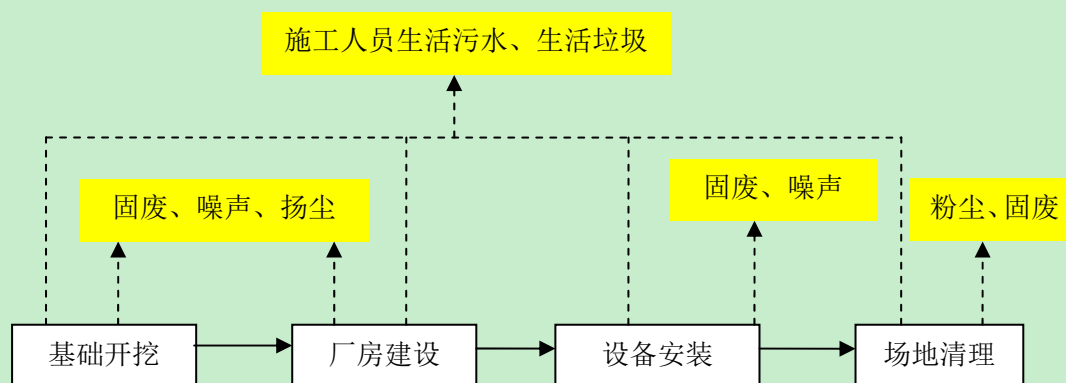 施工人员生活污水、生活垃圾
固废、噪声
固废、噪声、扬尘
粉尘、固废
基础开挖
厂房建设
设备安装
场地清理